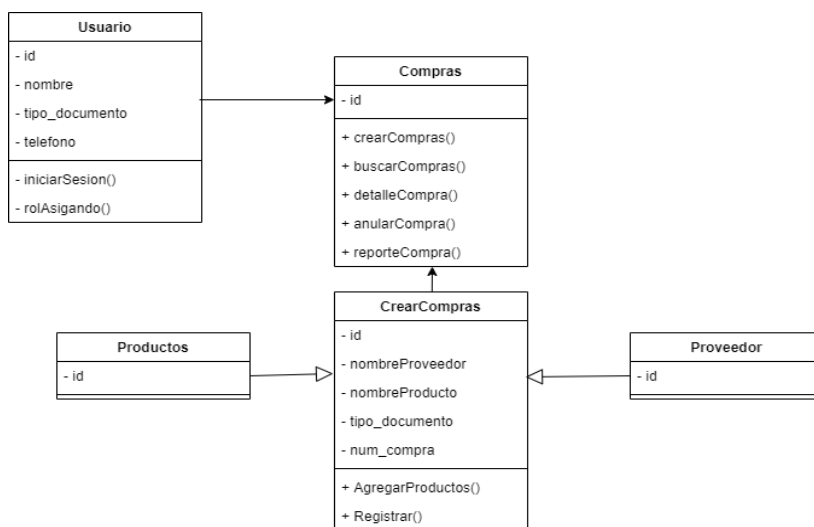 Usuario
- id
- nombre
- tipo_documento
- telefono
- iniciarSesion()
- rolAsigando()
Compras
- id
+ crearCompras()
+ buscarCompras()
+ detalleCompra()
+ anularCompra()
+ reporteCompra()
Productos
- id
CrearCompras
- id
- nombreProveedor
- nombreProducto
- tipo_documento
- num_compra
+ AgregarProductos()
+ Registrar()
Proveedor
- id